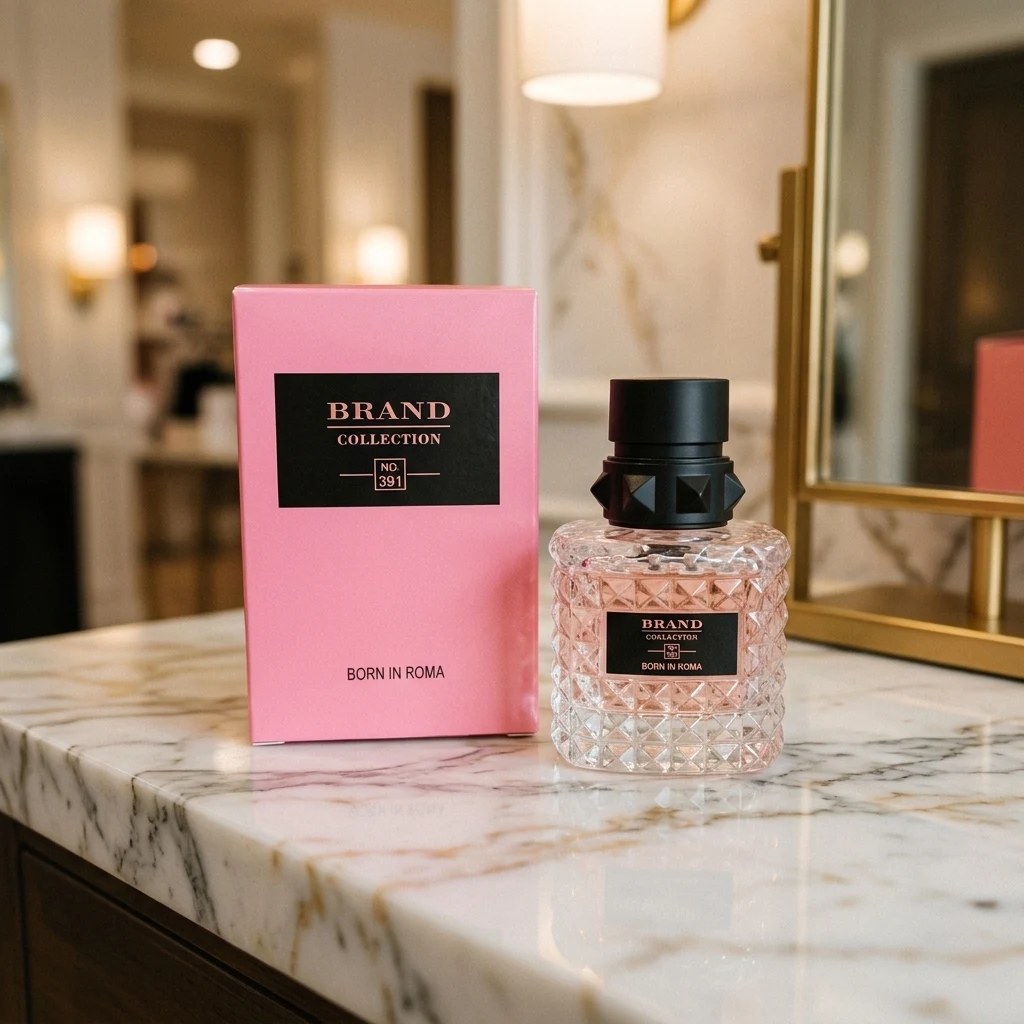 BRAND
COLLECTION
NO.
391
BORN IN ROMA
BRAND
COALACYTON
BORN IN ROMA